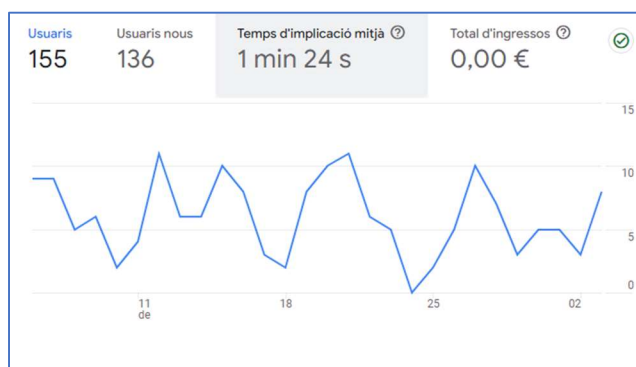 Usuaris
155
Usuaris nous
136
Temps d'implicació mitjà
1 min 24 s
Total d'ingressos
0,00 €
15
10
5
0
11
de
18
25
02